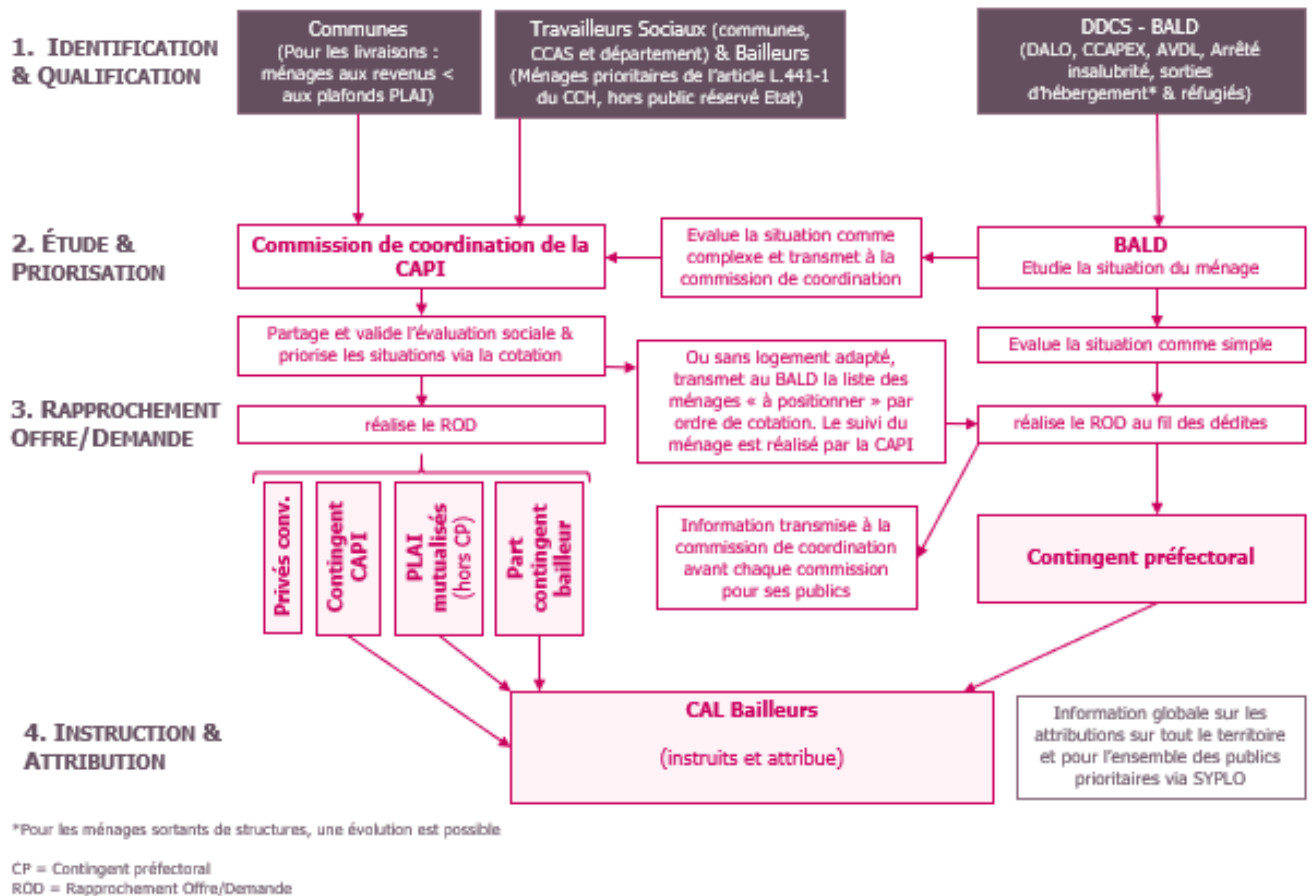 1. IDENTIFICATION
& QUALIFICATION
Communes
(Pour les livraisons :
ménages aux revenus <
aux plafonds PLAI)
Travailleurs Sociaux (communes,
CCAS et département) & Bailleurs
(Ménages prioritaires de l'article L.441-1
du CCH, hors public réservé Etat)
DDCS - BALD
(DALO, CCAPEX, AVDL, Arrêté
insalubrité, sorties
d'hébergement* & réfugiés)
2. ÉTUDE &
PRIORISATION
Commission de coordination de la
CAPI
Evalue la situation comme
complexe et transmet à la
commission de coordination
BALD
Etudie la situation du ménage
Partage et valide l'évaluation sociale &
priorise les situations via la cotation
Ou sans logement adapté,
transmet au BALD la liste des
ménages « à positionner » par
ordre de cotation. Le suivi du
ménage est réalisé par la CAPI
Evalue la situation comme simple
3. RAPPROCHEMENT
OFFRE/DEMANDE
réalise le ROD
réalise le ROD au fil des dédites
Privés conv.
Contingent
CAPI
PLAI
mutualisés
(hors CP)
Part
contingent
bailleur
Information transmise à la
commission de coordination
avant chaque commission
pour ses publics
Contingent préfectoral
4. INSTRUCTION &
ATTRIBUTION
CAL Bailleurs
(instruits et attribue)
Information globale sur les
attributions sur tout le territoire
et pour l'ensemble des publics
prioritaires via SYPLO
*Pour les ménages sortants de structures, une évolution est possible
CP = Contingent préfectoral
ROD = Rapprochement Offre/Demande